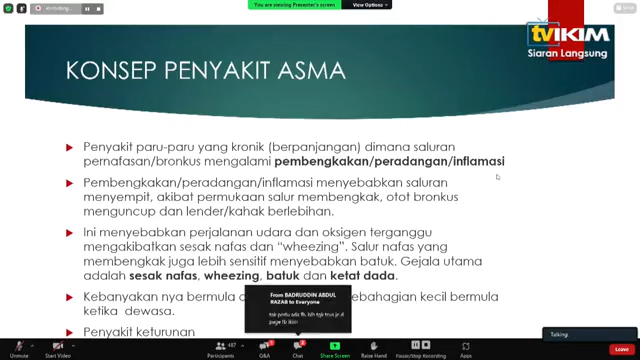 You are viewing Presenter's screen
View Options
tvIKIM
Siaran Langsung
KONSEP PENYAKIT ASMA
Penyakit paru-paru yang kronik (berpanjangan) dimana saluran
pernafasan/bronkus mengalami pembengkakan/peradangan/inflamasi
Pembengkakan/peradangan/inflamasi menyebabkan saluran
menyempit, akibat permukaan salur membengkak, otot bronkus
menguncup dan lender/kahak berlebihan.
Ini menyebabkan perjalanan udara dan oksigen terganggu
mengakibatkan sesak nafas dan "wheezing". Salur nafas yang
membengkak juga lebih sensitif menyebabkan batuk. Gejala utama
adalah sesak nafas, wheezing, batuk dan ketat dada.
Kebanyakan nya bermula ebahagian kecil bermula
ketika dewasa.
Penyakit keturunan
From BADRUDDIN ABDUL
RAZAB to Everyone
Talking:
Unmute
Start Video
487
Participants
Q&A
Chat
Share Screen
Raise Hand
Pause/Stop Recording
Apps
Leave